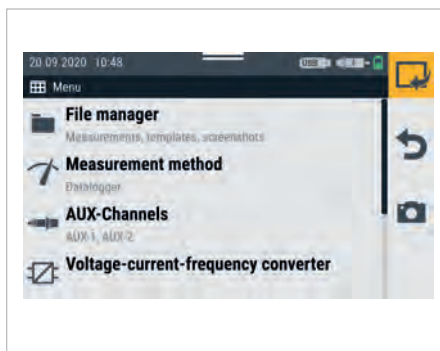 20.09.2020 10:48 USB
Menu
File manager
Measurements, templates, screenshots
Measurement method
Datalogger
AUX-Channels
AUX-1, AUX-2
Voltage-current-frequency converter